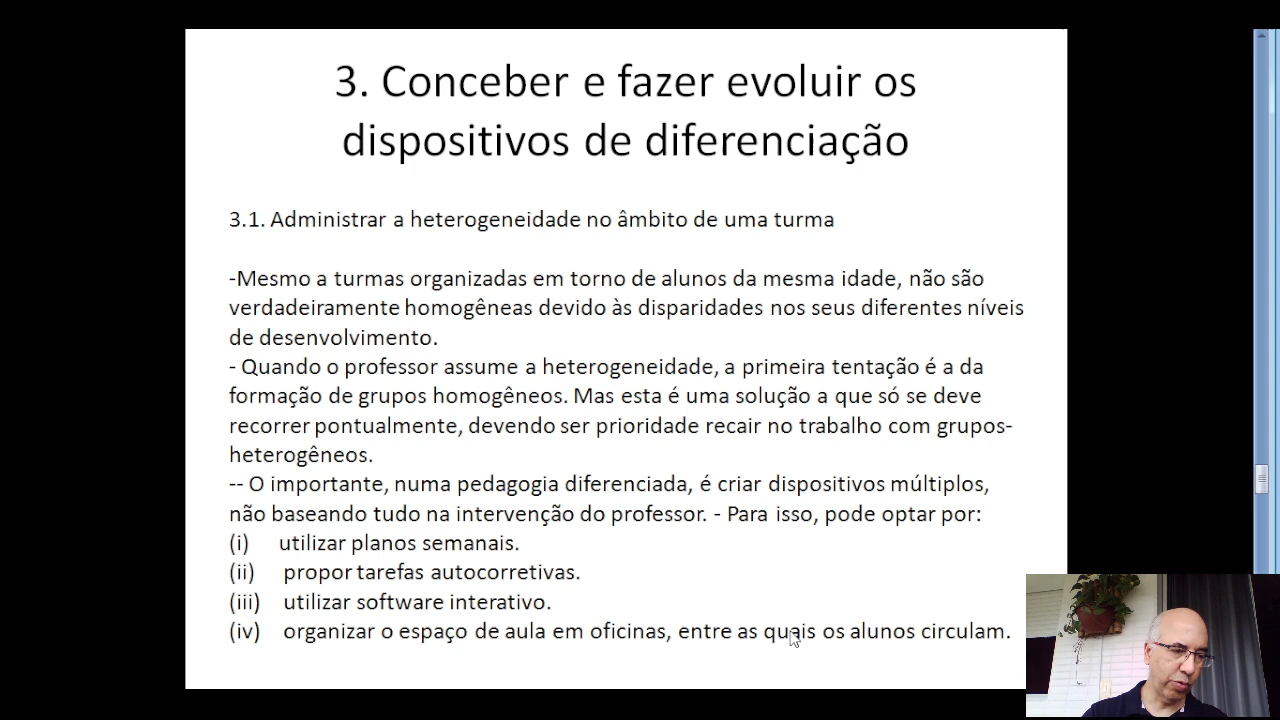 3. Conceber e fazer evoluir os
dispositivos de diferenciação
3.1. Administrar a heterogeneidade no âmbito de uma turma
-Mesmo a turmas organizadas em torno de alunos da mesma idade, não são
verdadeiramente homogêneas devido às disparidades nos seus diferentes níveis
de desenvolvimento.
- Quando o professor assume a heterogeneidade, a primeira tentação é a da
formação de grupos homogêneos. Mas esta é uma solução a que só se deve
recorrer pontualmente, devendo ser prioridade recair no trabalho com grupos-
heterogêneos.
-- O importante, numa pedagogia diferenciada, é criar dispositivos múltiplos,
não baseando tudo na intervenção do professor. - Para isso, pode optar por:
(i) utilizar planos semanais.
(ii) propor tarefas autocorretivas.
(iii) utilizar software interativo.
(iv) organizar o espaço de aula em oficinas, entre as quais os alunos circulam.